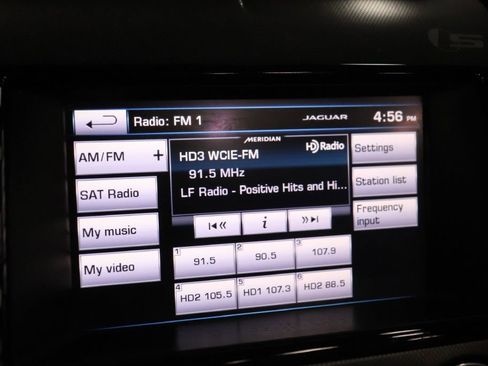 Radio: FM 1
JAGUAR
4:56 PM
AM/FM +
MERIDIAN
HD3 WCIE-FM
HD Radio
91.5 MHz
LF Radio - Positive Hits and Hi...
Settings
SAT Radio
Station list
My music
i
Frequency
input
My video
1 91.5
2 90.5
3 107.9
4 HD2 105.5
5 HD1 107.3
6 HD2 88.5